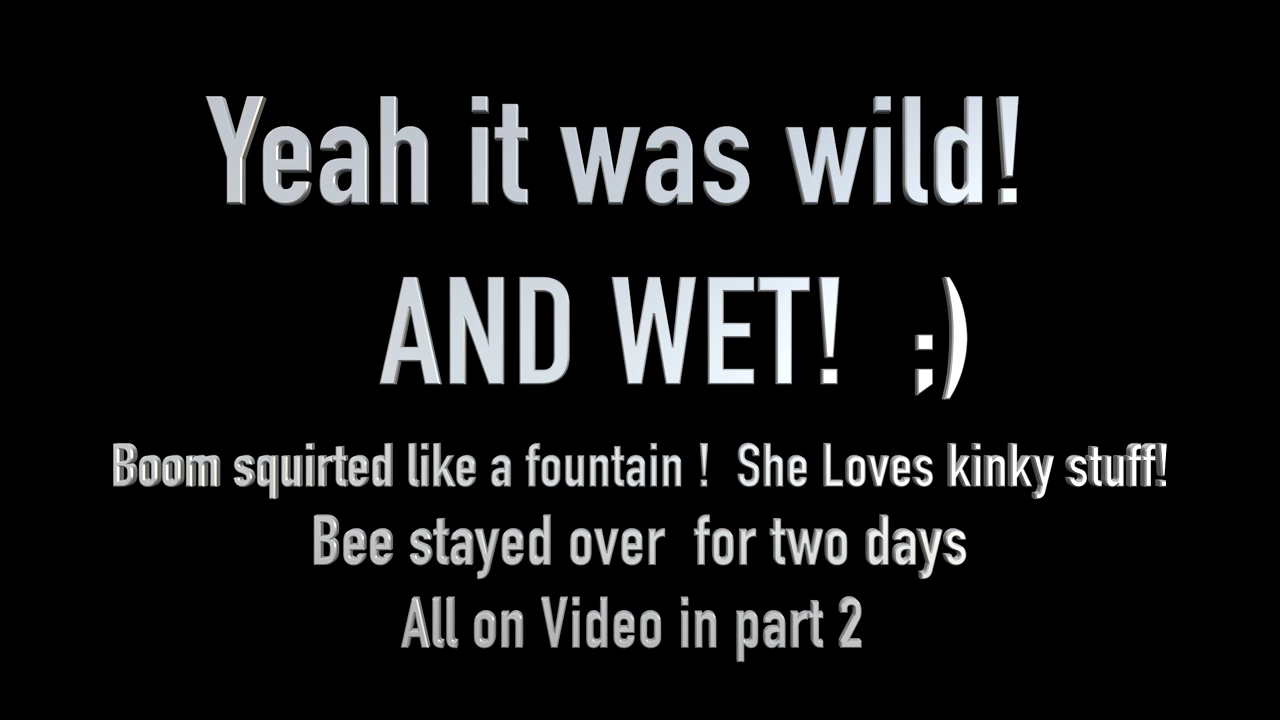 Yeah it was wild!
AND WET! ;)
Boom squirted like a fountain ! She Loves kinky stuff!
Bee stayed over for two days
All on Video in part 2